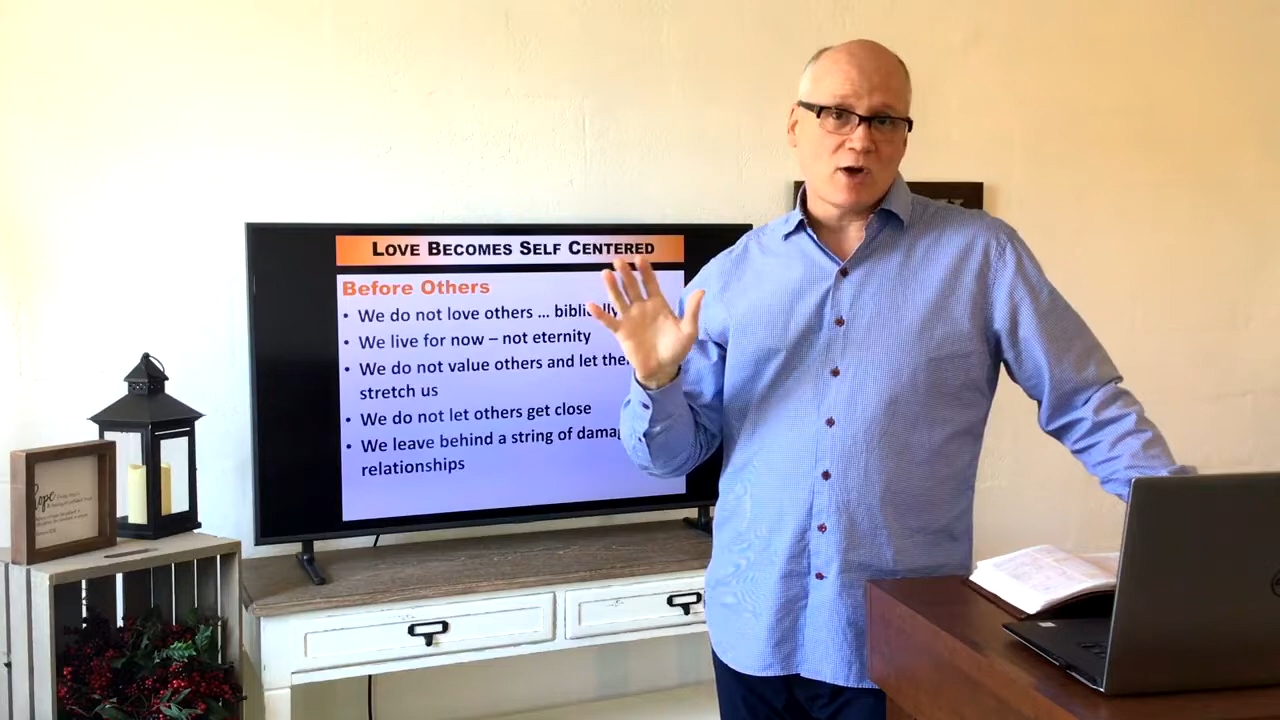 LOVE BECOMES SELF CENTERED
Before Others
• We do not love others ... biblically
• We live for now – not eternity
• We do not value others and let
stretch us
• We do not let others get close
• We leave behind a string of
relationships
Hope